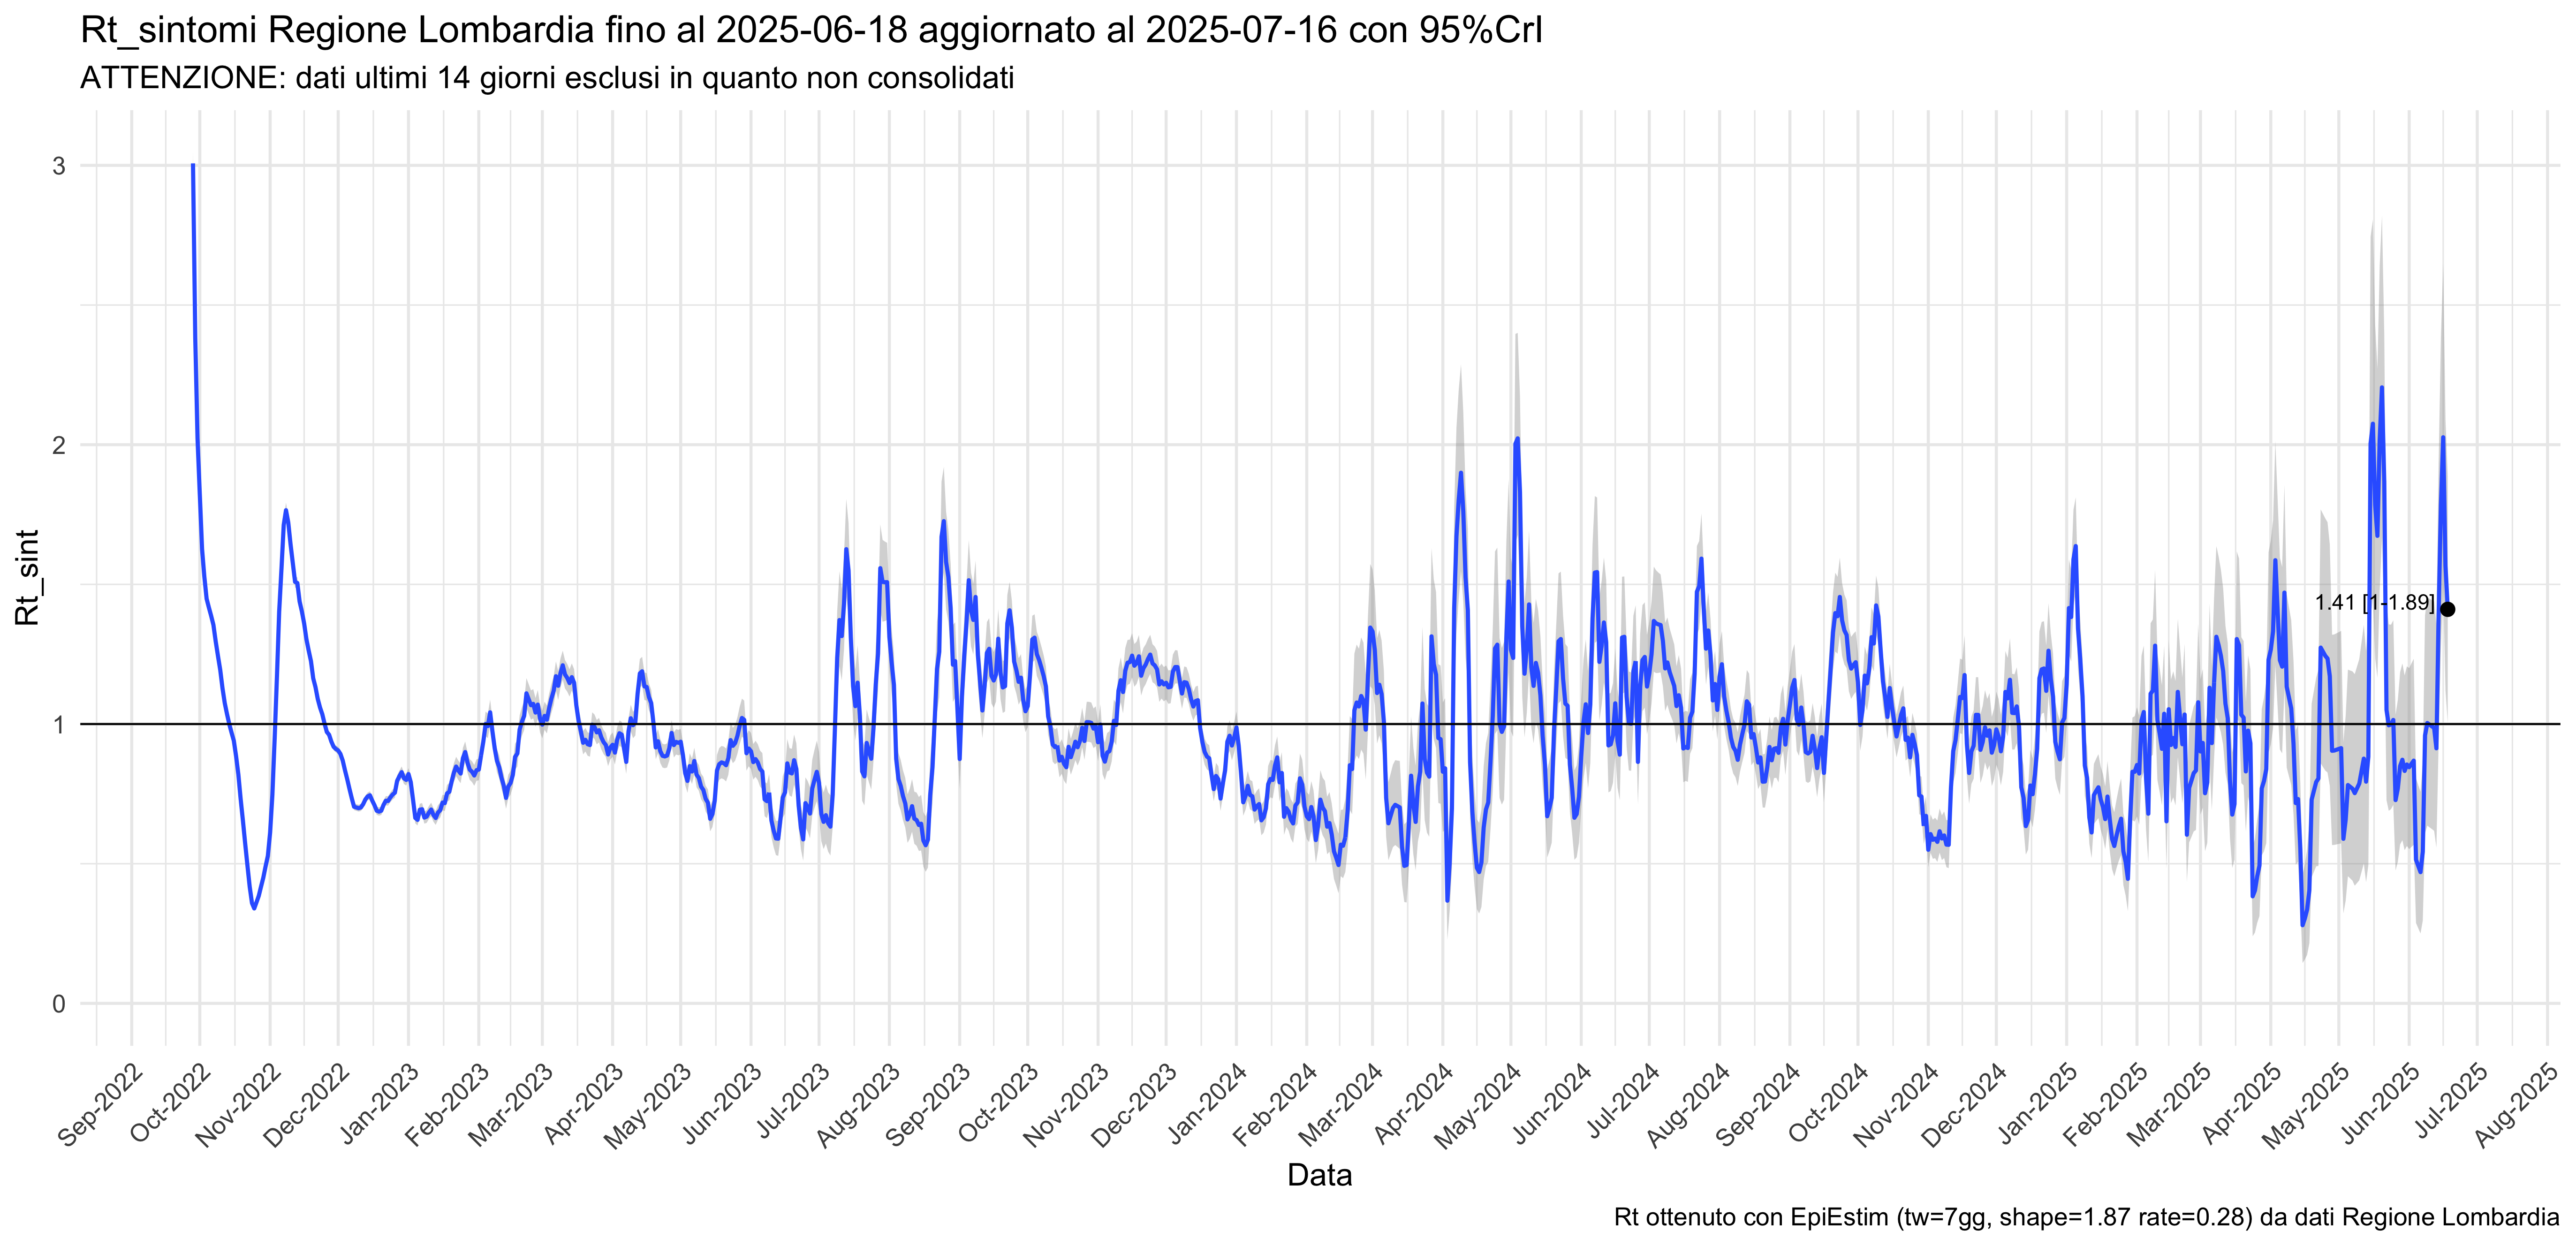 Rt_sintomi Regione Lombardia fino al 2025-06-18 aggiornato al 2025-07-16 con 95%CrI
ATTENZIONE: dati ultimi 14 giorni esclusi in quanto non consolidati
3
2
1
0
Rt_sint
1.41 [1-1.89]
Sep-2022
Oct-2022
Nov-2022
Dec-2022
Jan-2023
Feb-2023
Mar-2023
Apr-2023
May-2023
Jun-2023
Jul-2023
Aug-2023
Sep-2023
Oct-2023
Nov-2023
Dec-2023
Jan-2024
Feb-2024
Mar-2024
Apr-2024
May-2024
Jun-2024
Jul-2024
Aug-2024
Sep-2024
Oct-2024
Nov-2024
Dec-2024
Jan-2025
Feb-2025
Mar-2025
Apr-2025
May-2025
Jun-2025
Jul-2025
Aug-2025
Data
Rt ottenuto con EpiEstim (tw=7gg, shape=1.87 rate=0.28) da dati Regione Lombardia